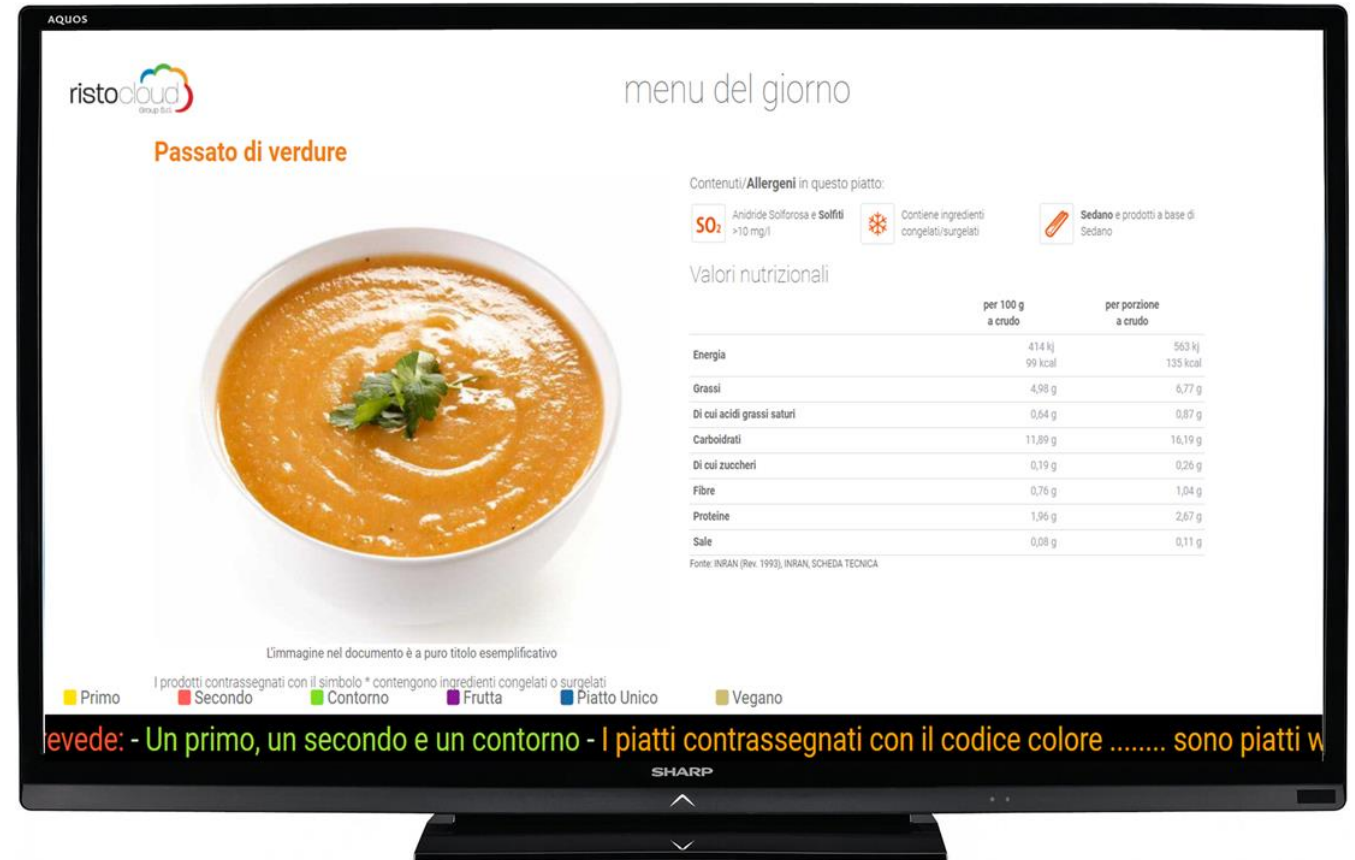 AQUOS
ristocloud
Group S.r.l.
menu del giorno
Passato di verdure
Contenuti/Allergeni in questo piatto:
SO2
Anidride Solforosa e Solfiti
>10 mg/l
Contiene ingredienti
congelati/surgelati
Sedano e prodotti a base di
Sedano
Valori nutrizionali
per 100 g
a crudo
per porzione
a crudo
Energia
414 kj
99 kcal
563 kj
135 kcal
Grassi 4,98 g 6,77 g
Di cui acidi grassi saturi 0,64 g 0,87 g
Carboidrati 11,89 g 16,19 g
Di cui zuccheri 0,19 g 0,26 g
Fibre 0,76 g 1,04 g
Proteine 1,96 g 2,67 g
Sale 0,08 g 0,11 g
Fonte: INRAN (Rev. 1993), INRAN, SCHEDA TECNICA
L'immagine nel documento è a puro titolo esemplificativo
I prodotti contrassegnati con il simbolo * contengono ingredienti congelati o surgelati
Primo Secondo Contorno Frutta Piatto Unico Vegano
revede: - Un primo, un secondo e un contorno - I piatti contrassegnati con il codice colore ........ sono piatti w
SHARP